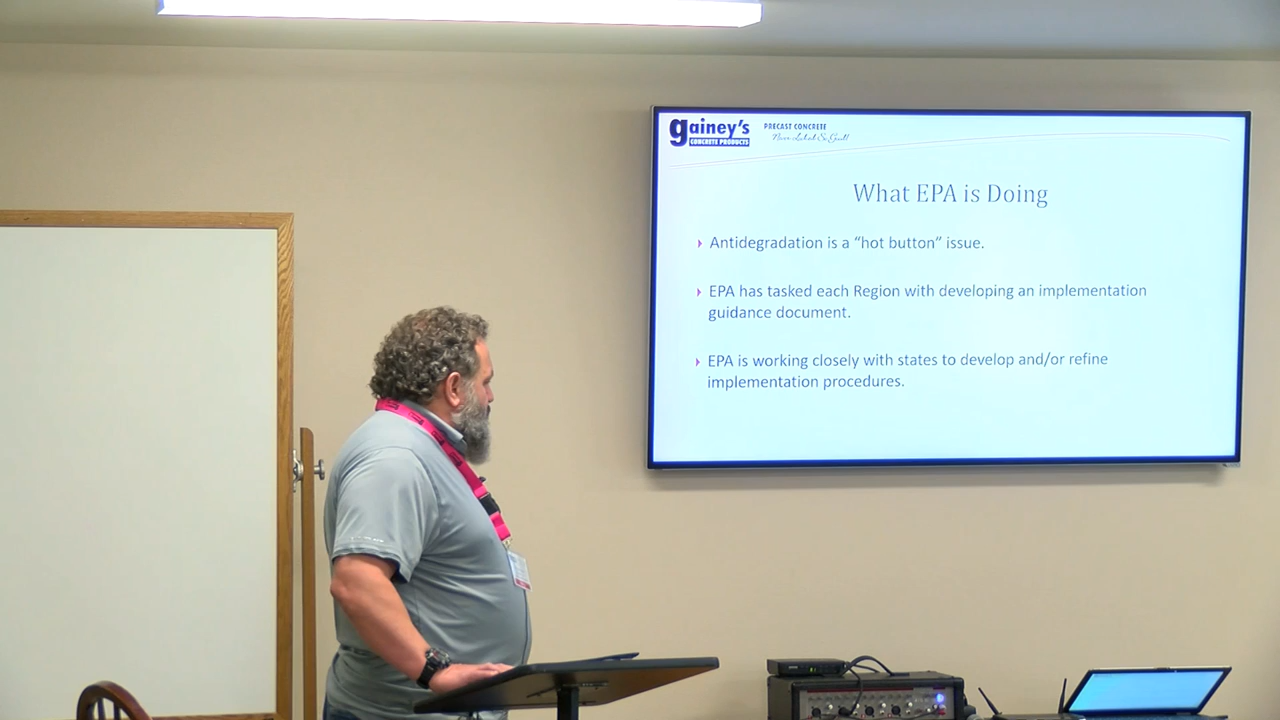 gainey's
CONCRETE PRODUCTS
PRECAST CONCRETE
What EPA is Doing
Antidegradation is a “hot button” issue.
EPA has tasked each Region with developing an implementation
guidance document.
EPA is working closely with states to develop and/or refine
implementation procedures.